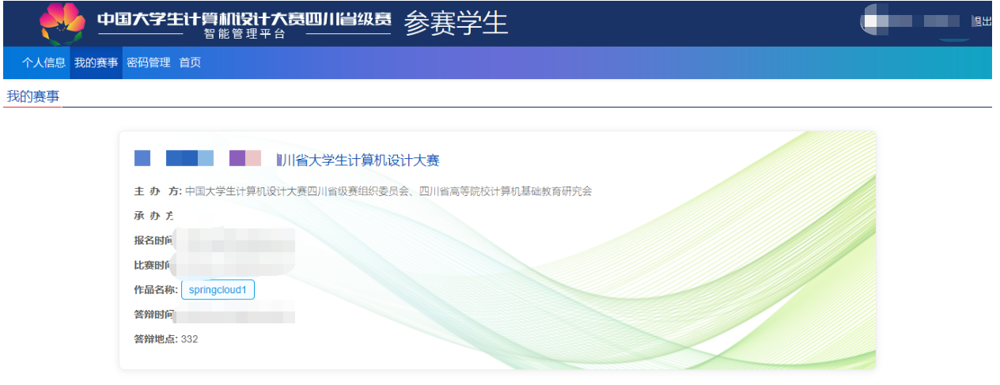 中国大学生计算机设计大赛四川省级赛 参赛学生
智能管理平台
退出
个人信息 我的赛事 密码管理 首页
我的赛事
川省大学生计算机设计大赛
主 办 方: 中国大学生计算机设计大赛四川省级赛组织委员会、四川省高等院校计算机基础教育研究会
承 办 方
报名时间
比赛时间
作品名称: springcloud1
答辩时间
答辩地点: 332